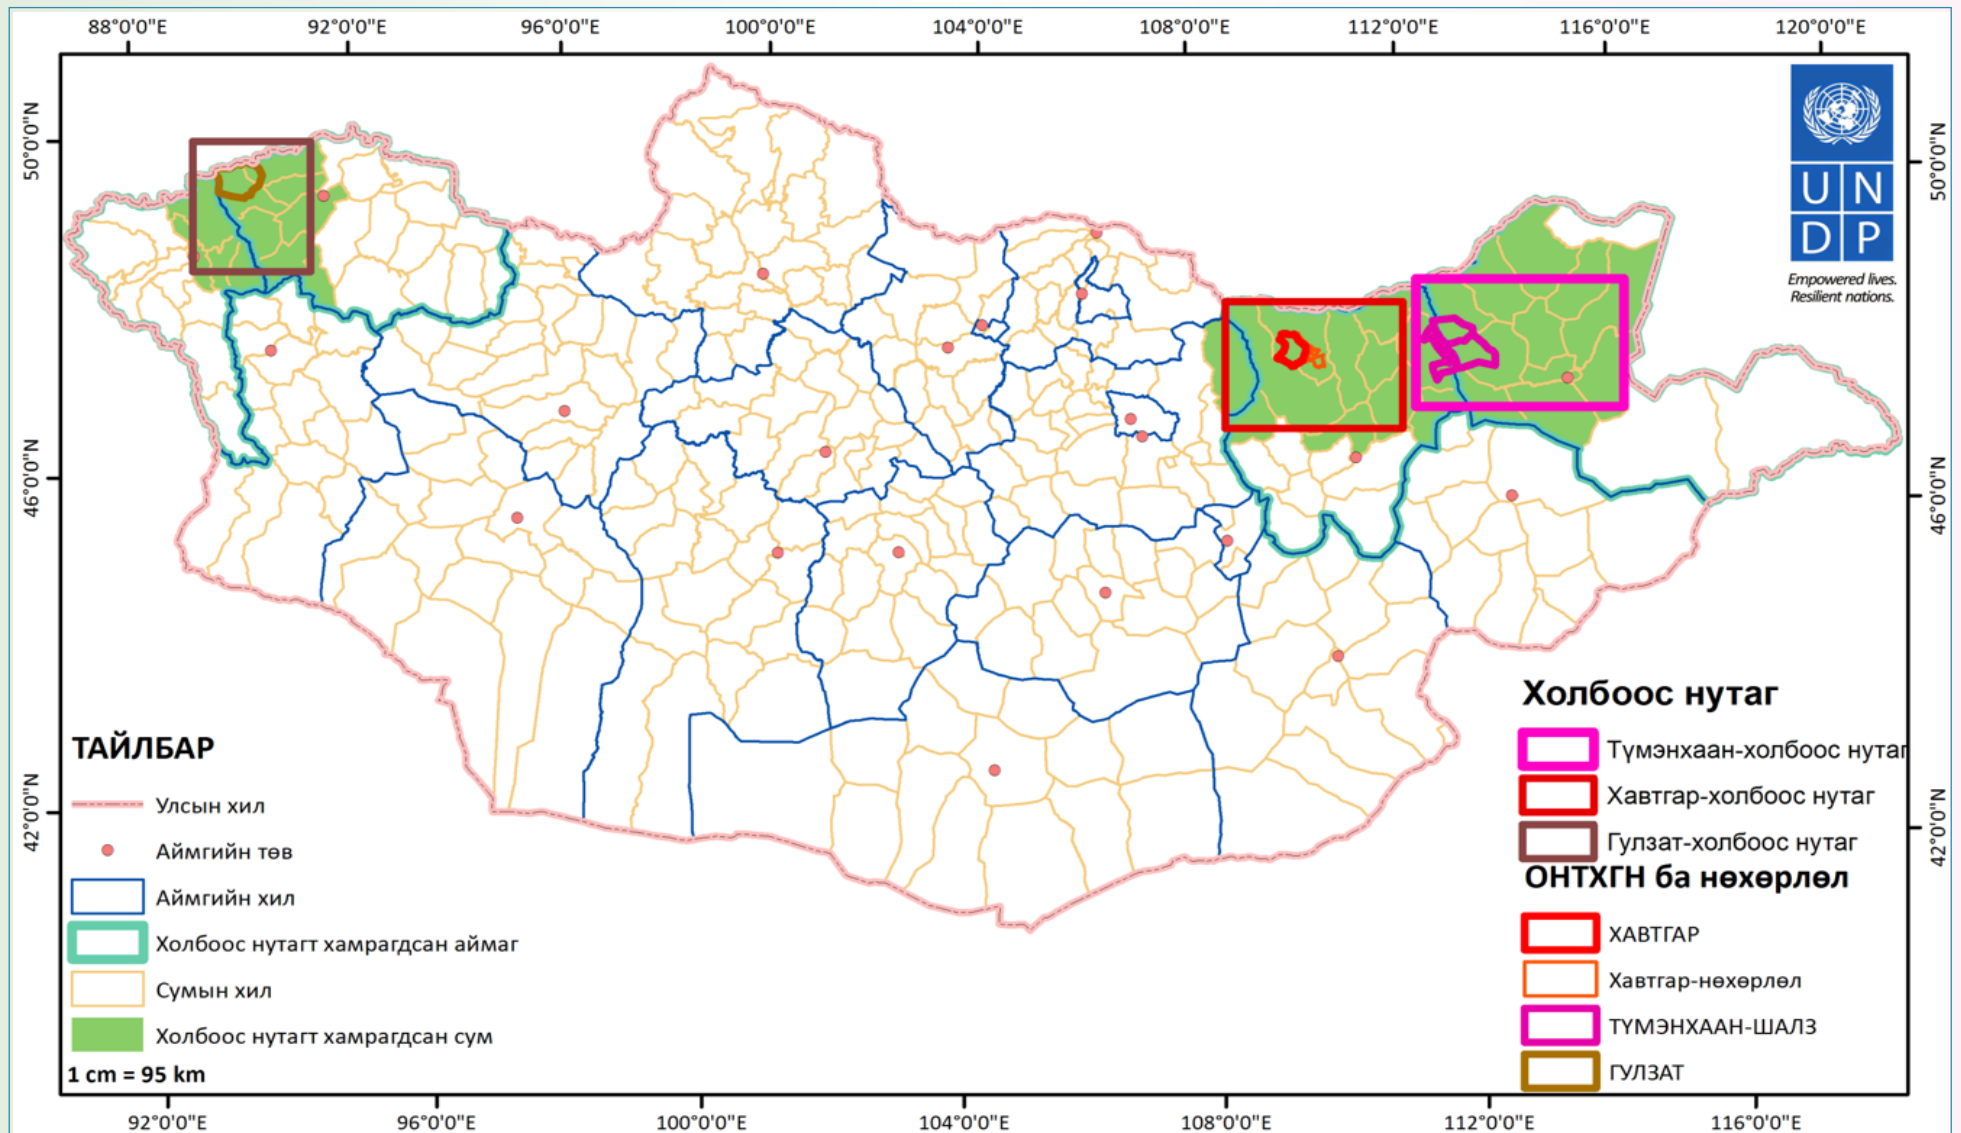 88°0'0"E 92°0'0"E 96°0'0"E 100°0'0"E 104°0'0"E 108°0'0"E 112°0'0"E 116°0'0"E 120°0'0"E
50°0'0"N
46°0'0"N
42°0'0"N
50°0'0"N
46°0'0"N
42°0'0"N
U N
D P
Empowered lives.
Resilient nations.
ТАЙЛБАР
Улсын хил
Аймгийн төв
Аймгийн хил
Холбоос нутагт хамрагдсан аймаг
Сумын хил
Холбоос нутагт хамрагдсан сум
1 cm = 95 km
Холбоос нутаг
Түмэнхаан-холбоос нутаг
Хавтгар-холбоос нутаг
Гулзат-холбоос нутаг
ОНТХГН ба нөхөрлөл
ХАВТГАР
Хавтгар-нөхөрлөл
ТҮМЭНХААН-ШАЛЗ
ГУЛЗАТ
92°0'0"E 96°0'0"E 100°0'0"E 104°0'0"E 108°0'0"E 112°0'0"E 116°0'0"E